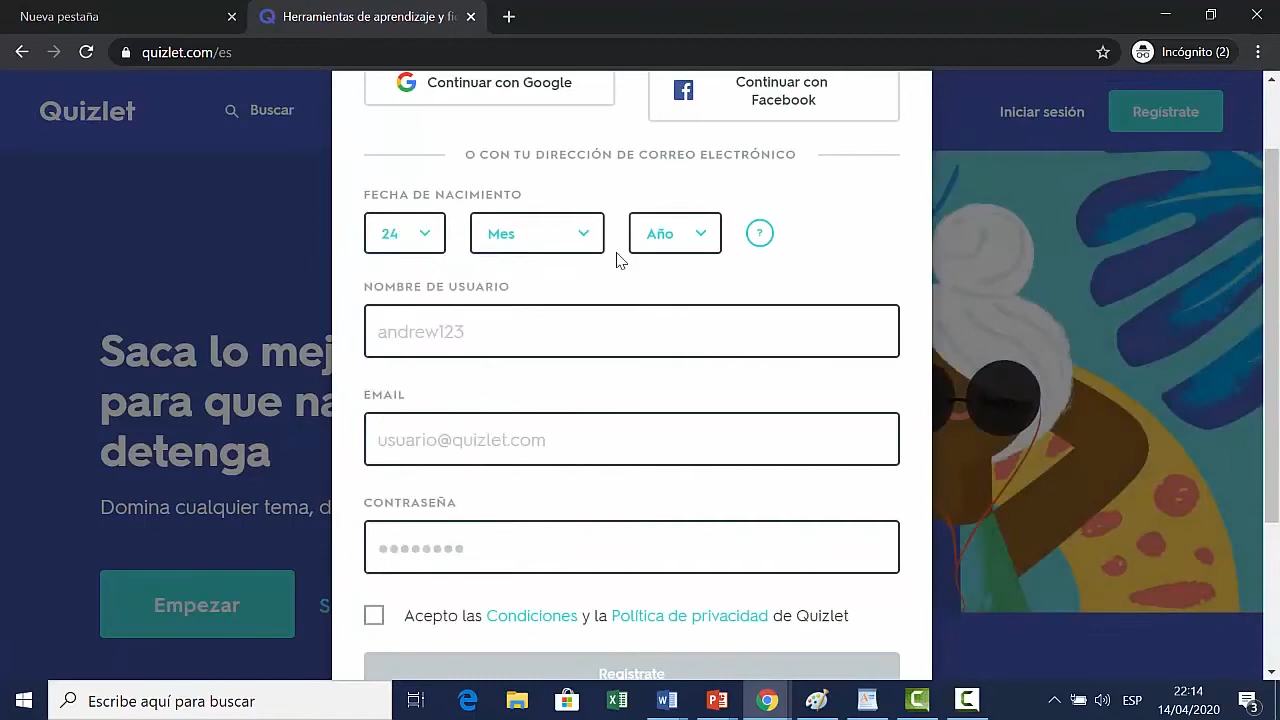 Nueva pestaña
Herramientas de aprendizaje y fic
quizlet.com/es
Incógnito (2)
Continuar con Google
Continuar con
Facebook
Quizlet
Buscar
Iniciar sesión
Regístrate
O CON TU DIRECCIÓN DE CORREO ELECTRÓNICO
FECHA DE NACIMIENTO
24
Mes
Año
?
NOMBRE DE USUARIO
andrew123
EMAIL
usuario@quizlet.com
CONTRASEÑA
Saca lo mej
para que na
detenga
Domina cualquier tema, d
Empezar
S
Acepto las Condiciones y la Política de privacidad de Quizlet
Regístrate
Escribe aquí para buscar
ESP
22:14
14/04/2020
3